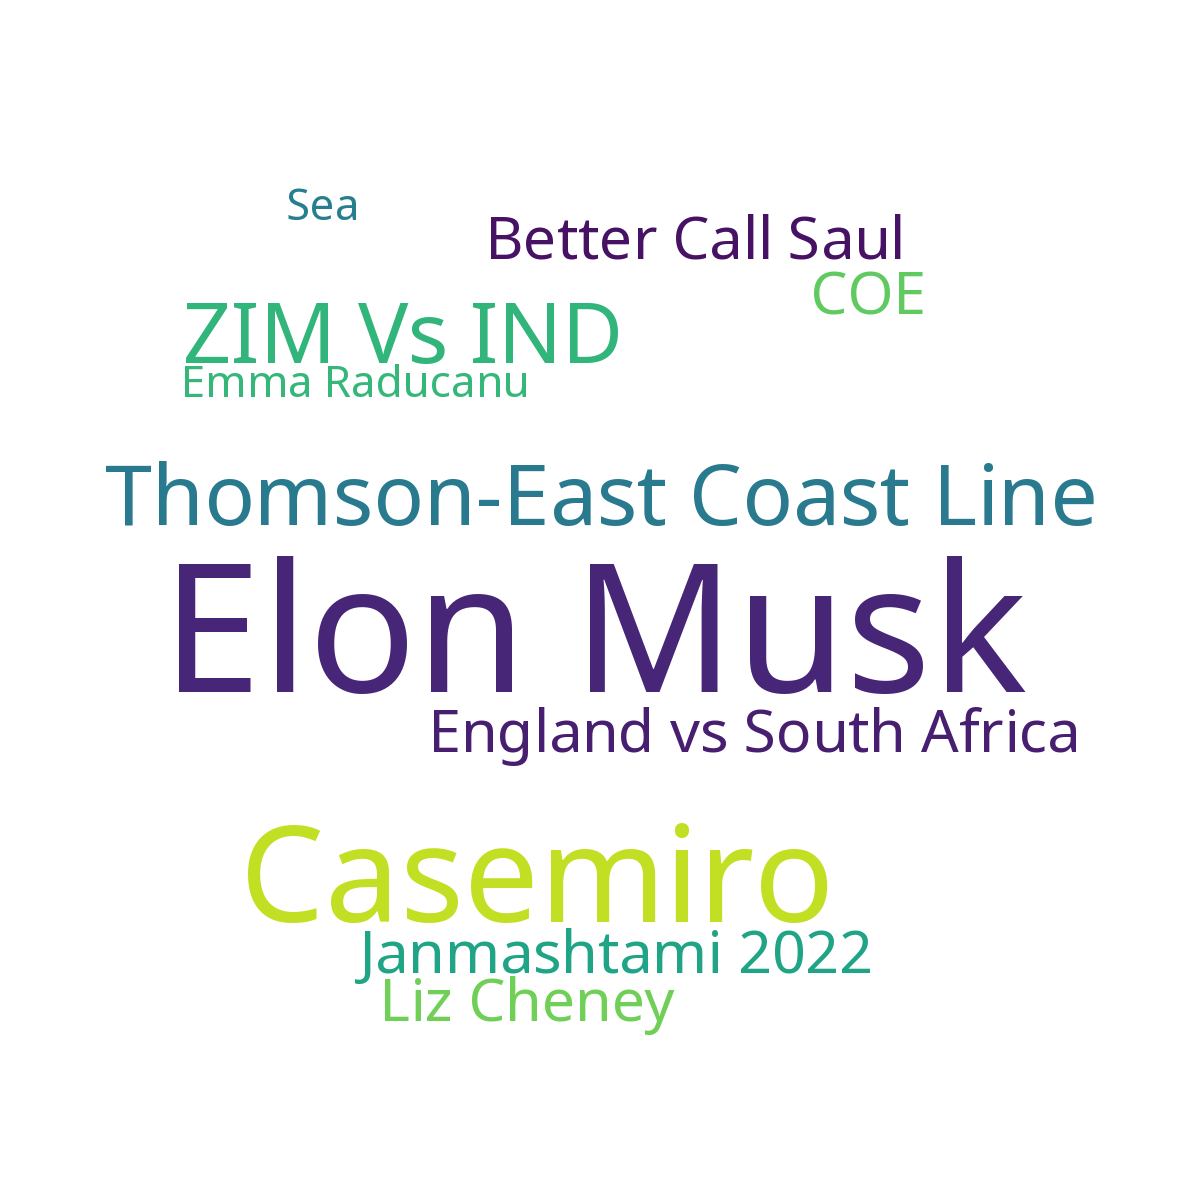 Sea
Better Call Saul
COE
ZIM Vs IND
Emma Raducanu
Thomson-East Coast Line
Elon Musk
England vs South Africa
Casemiro
Janmashtami 2022
Liz Cheney